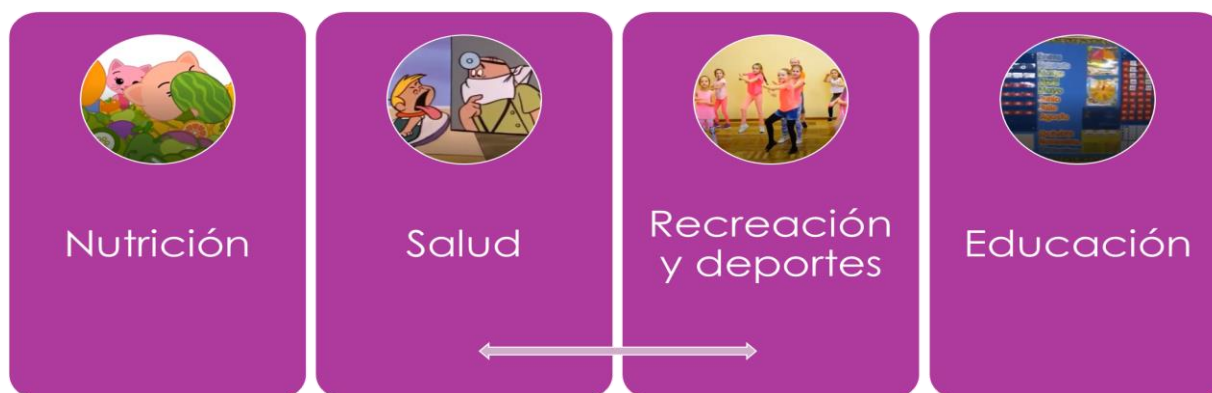 Nutrición
Salud
Recreación
y deportes
Educación